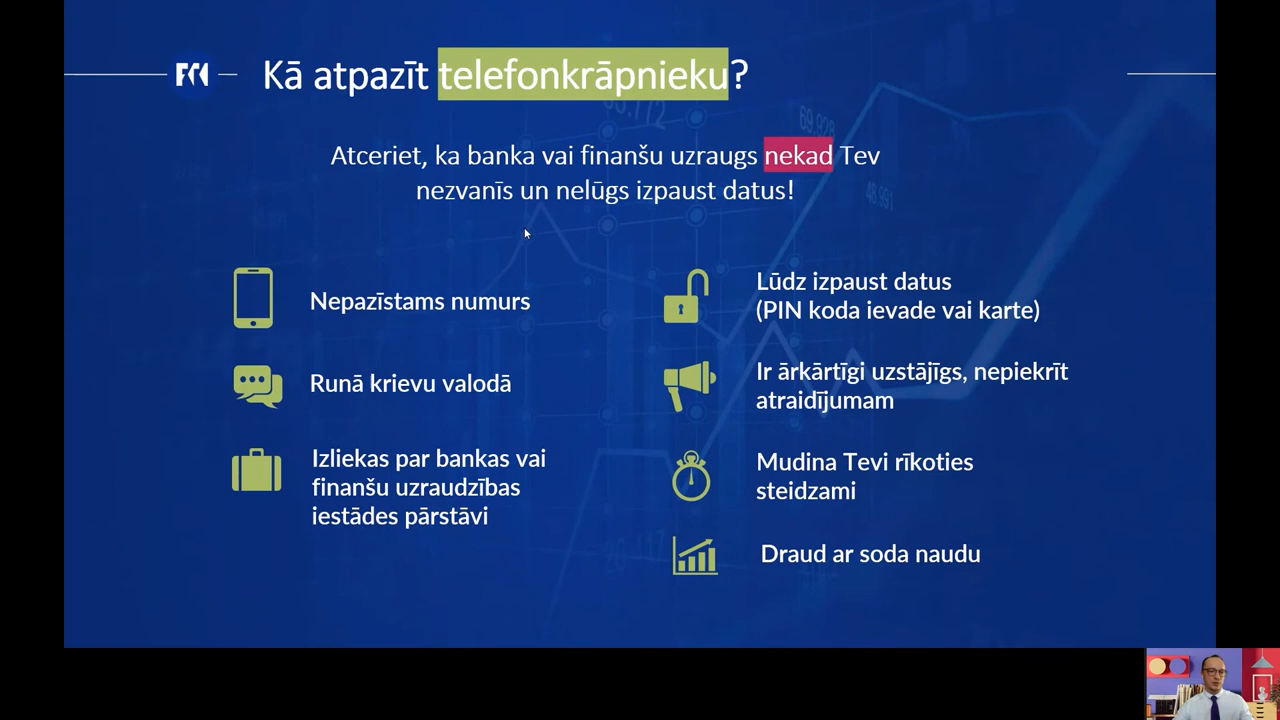 Kā atpazīt telefonkrāpnieku?
Atceriet, ka banka vai finanšu uzraugs nekad Tev
nezvanīs un nelūgs izpaust datus!
Nepazīstams numurs
Runā krievu valodā
Izliekas par bankas vai
finanšu uzraudzības
iestādes pārstāvi
Lūdz izpaust datus
(PIN koda ievade vai karte)
Ir ārkārtīgi uzstājīgs, nepiekrīt
atraidījumam
Mudina Tevi rīkoties
steidzami
Draud ar soda naudu